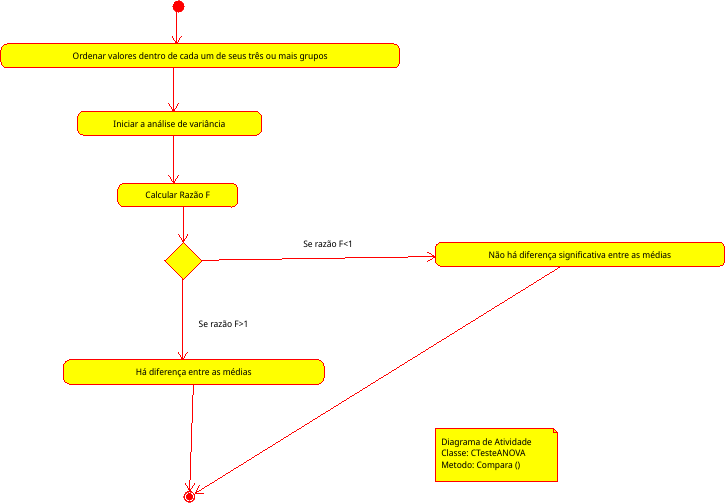 Ordenar valores dentro de cada um de seus três ou mais grupos
Iniciar a análise de variância
Calcular Razão F
Se razão F<1
Não há diferença significativa entre as médias
Se razão F>1
Há diferença entre as médias
Diagrama de Atividade
Classe: CTesteANOVA
Metodo: Compara ()